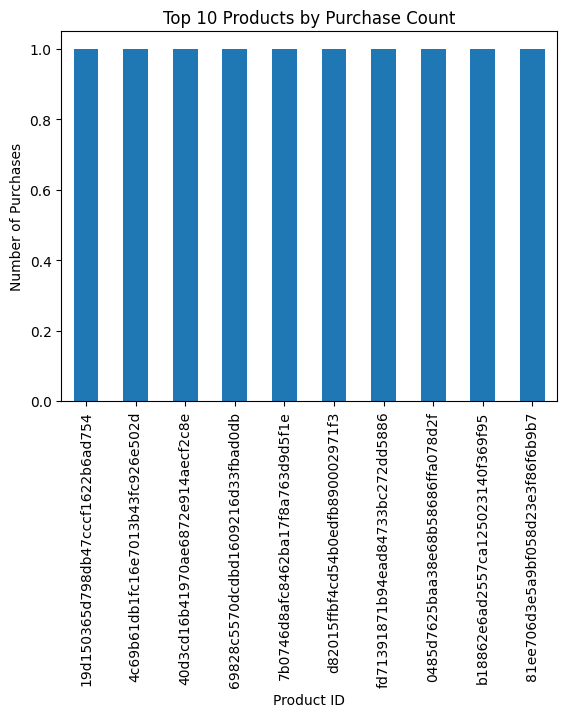 Top 10 Products by Purchase Count
Number of Purchases
1.0
0.8
0.6
0.4
0.2
0.0
19d150365d798db47cccf1622b6ad754
4c69b61db1fc16e7013b43fc926e502d
40d3cd16b41970ae6872e914aecf2c8e
69828c5570dcdbd1609216d33fbad0db
7b0746d8afc8462ba17f8a763d9d5f1e
d82015ffbf4cd54b0edfb890002971f3
fd71391871b94ead84733bc272dd5886
0485d7625baa38e68b58686ffa078d2f
b18862e6ad2557ca125023140f369f95
81ee706d3e5a9bf058d23e3f86f6b9b7
Product ID